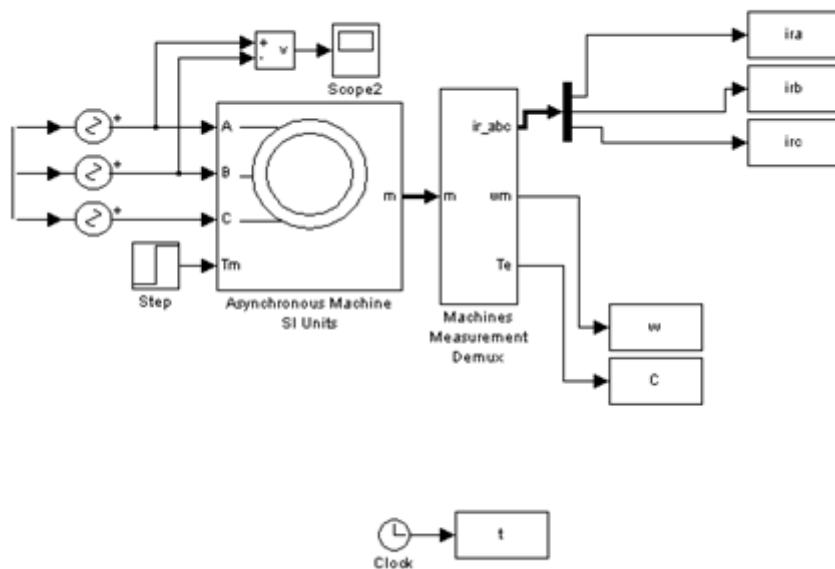 ira
+
-
v
Scope2
irb
+
A
ir_abc
irc
+
B
m
m
wm
+
C
Tm
Te
Step
Asynchronous Machine
SI Units
Machines
Measurement
Demux
w
C
t
Clock